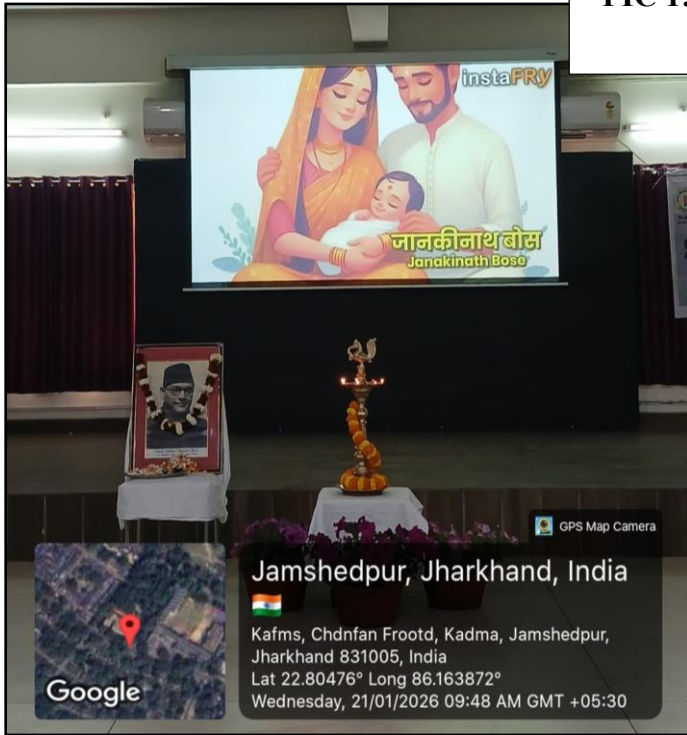 instaFRY
जानकीनाथ बोस
Janakinath Bose
GPS Map Camera
Jamshedpur, Jharkhand, India
Kafms, Chdnfan Frootd, Kadma, Jamshedpur,
Jharkhand 831005, India
Lat 22.80476° Long 86.163872°
Wednesday, 21/01/2026 09:48 AM GMT +05:30
Google